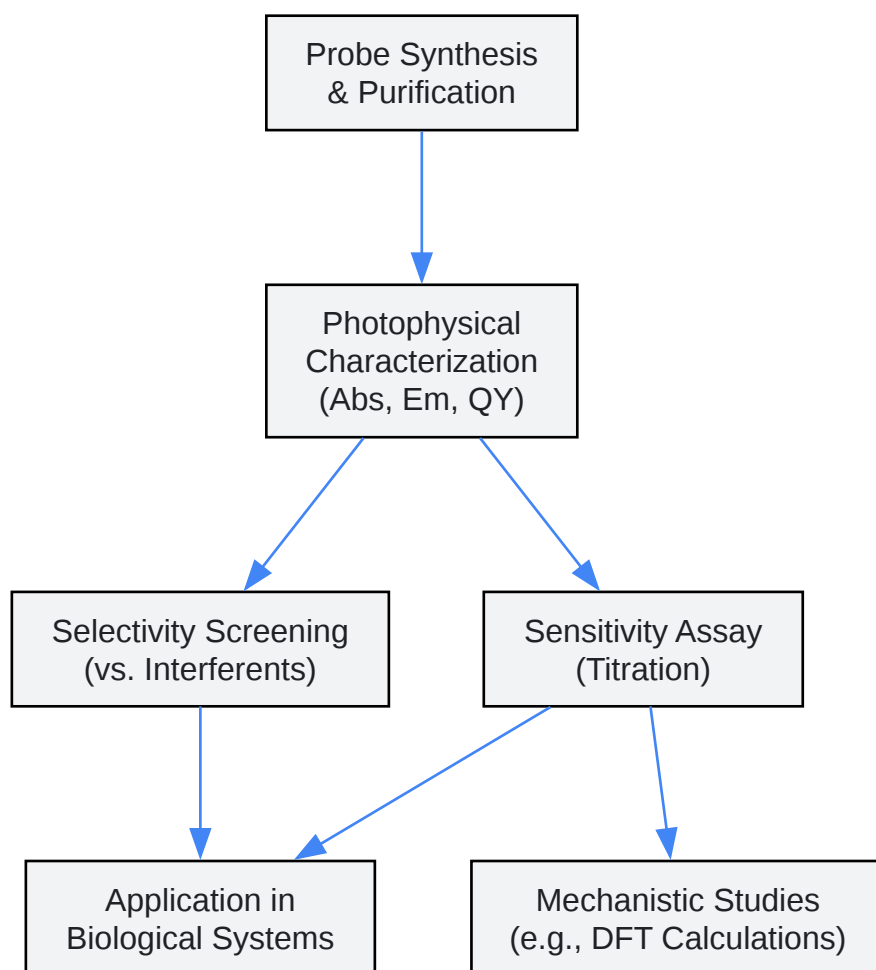 Probe Synthesis
& Purification
Photophysical
Characterization
(Abs, Em, QY)
Selectivity Screening
(vs. Interferents)
Sensitivity Assay
(Titration)
Application in
Biological Systems
Mechanistic Studies
(e.g., DFT Calculations)